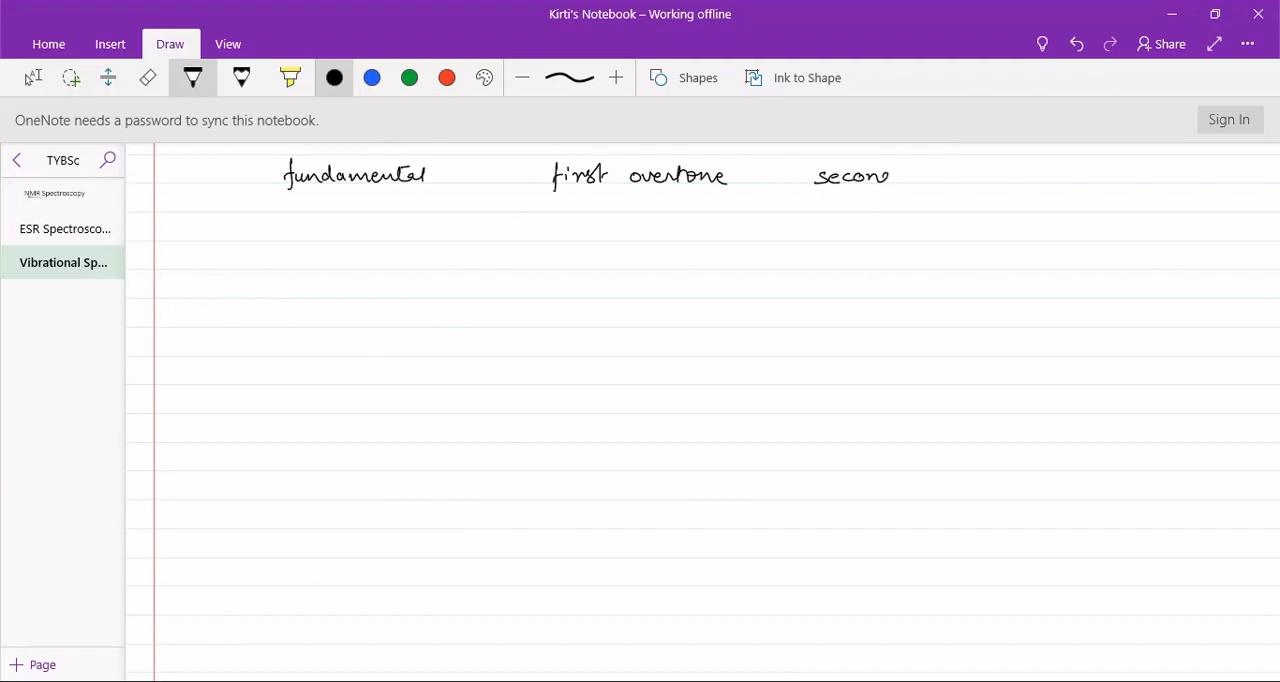 Kirti's Notebook – Working offline
Home Insert Draw View Share
Shapes Ink to Shape
OneNote needs a password to sync this notebook. Sign In
TYBSc
NMR Spectroscopy
ESR Spectrosco...
Vibrational Sp...
fundamental first overtone secon
Page